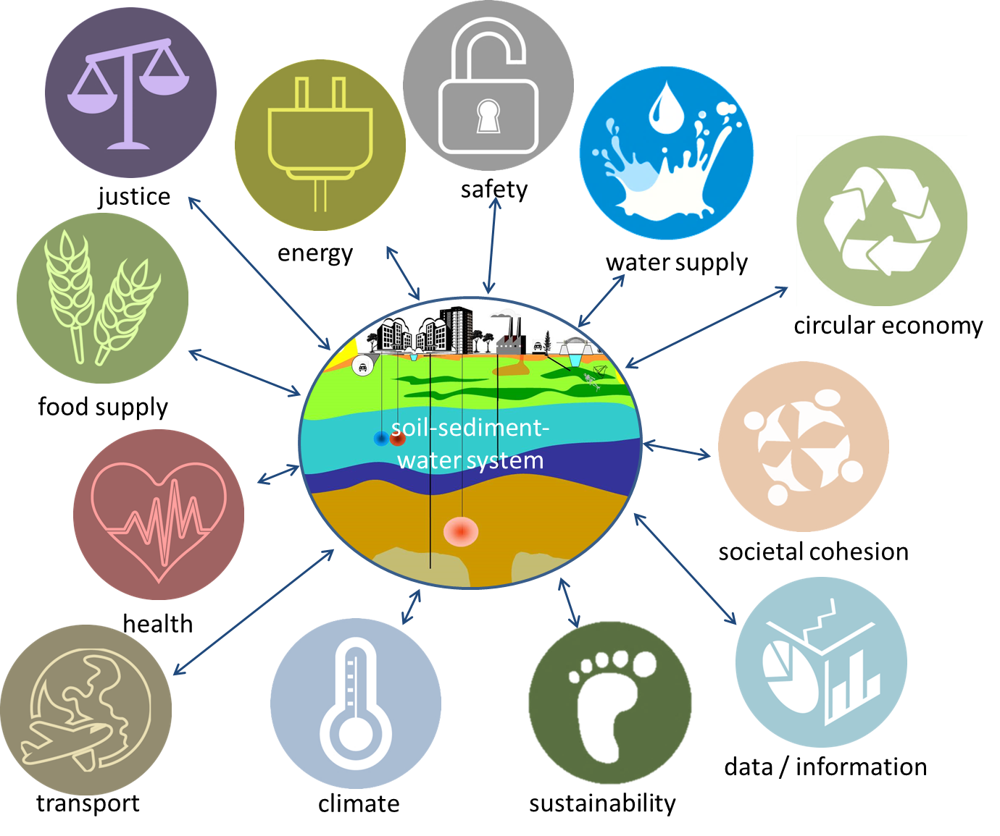 justice
energy
safety
water supply
circular economy
food supply
soil-sediment-
water system
societal cohesion
health
data / information
transport
climate
sustainability